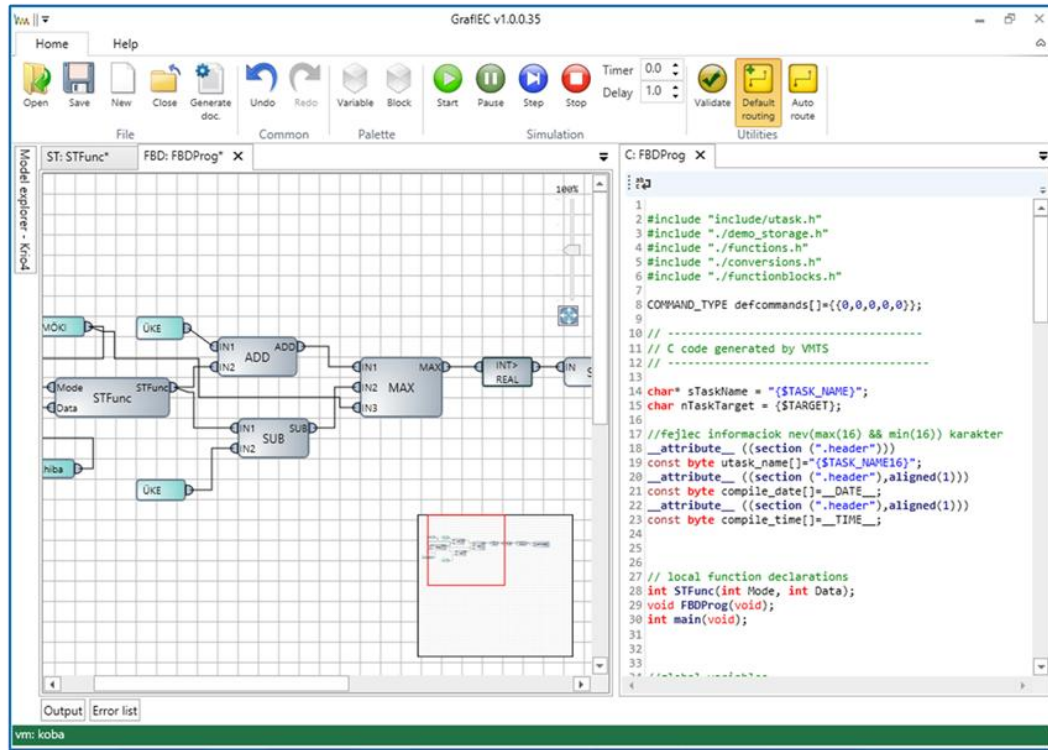 GrafIEC v1.0.0.35
Home Help
Open Save New Close Generate doc. Undo Redo Variable Block Start Pause Step Stop Timer 0.0 Delay 1.0 Validate Default routing Auto route
File Common Palette Simulation Utilities
Model explorer - Krio4
ST: STFunc* FBD: FBDProg*
100%
MÖKI ÜKE
IN1 ADD
IN2
ADD
Mode STFunc
Data
STFunc
IN1 MAX
IN2
IN3
MAX
INT>
REAL
IN
IN1 SUB
IN2
SUB
hiba
ÜKE
C: FBDProg
1
2 #include "include/utask.h"
3 #include "./demo_storage.h"
4 #include "./functions.h"
5 #include "./conversions.h"
6 #include "./functionblocks.h"
7
8 COMMAND_TYPE defcommands[]={{0,0,0,0,0}};
9
10 // --------------------------------------
11 // C code generated by VMTS
12 // ---------------------------------------
13
14 char* sTaskName = "{$TASK_NAME}";
15 char nTaskTarget = {$TARGET};
16
17 //fejlec informaciok nev(max(16) && min(16)) karakter
18 __attribute__ ((section (".header")))
19 const byte utask_name[]="{$TASK_NAME16}";
20 __attribute__ ((section (".header"),aligned(1)))
21 const byte compile_date[]=__DATE__;
22 __attribute__ ((section (".header"),aligned(1)))
23 const byte compile_time[]=__TIME__;
24
25
26
27 // local function declarations
28 int STFunc(int Mode, int Data);
29 void FBDProg(void);
30 int main(void);
31
32
33
34 //global variables
Output Error list
vm: koba